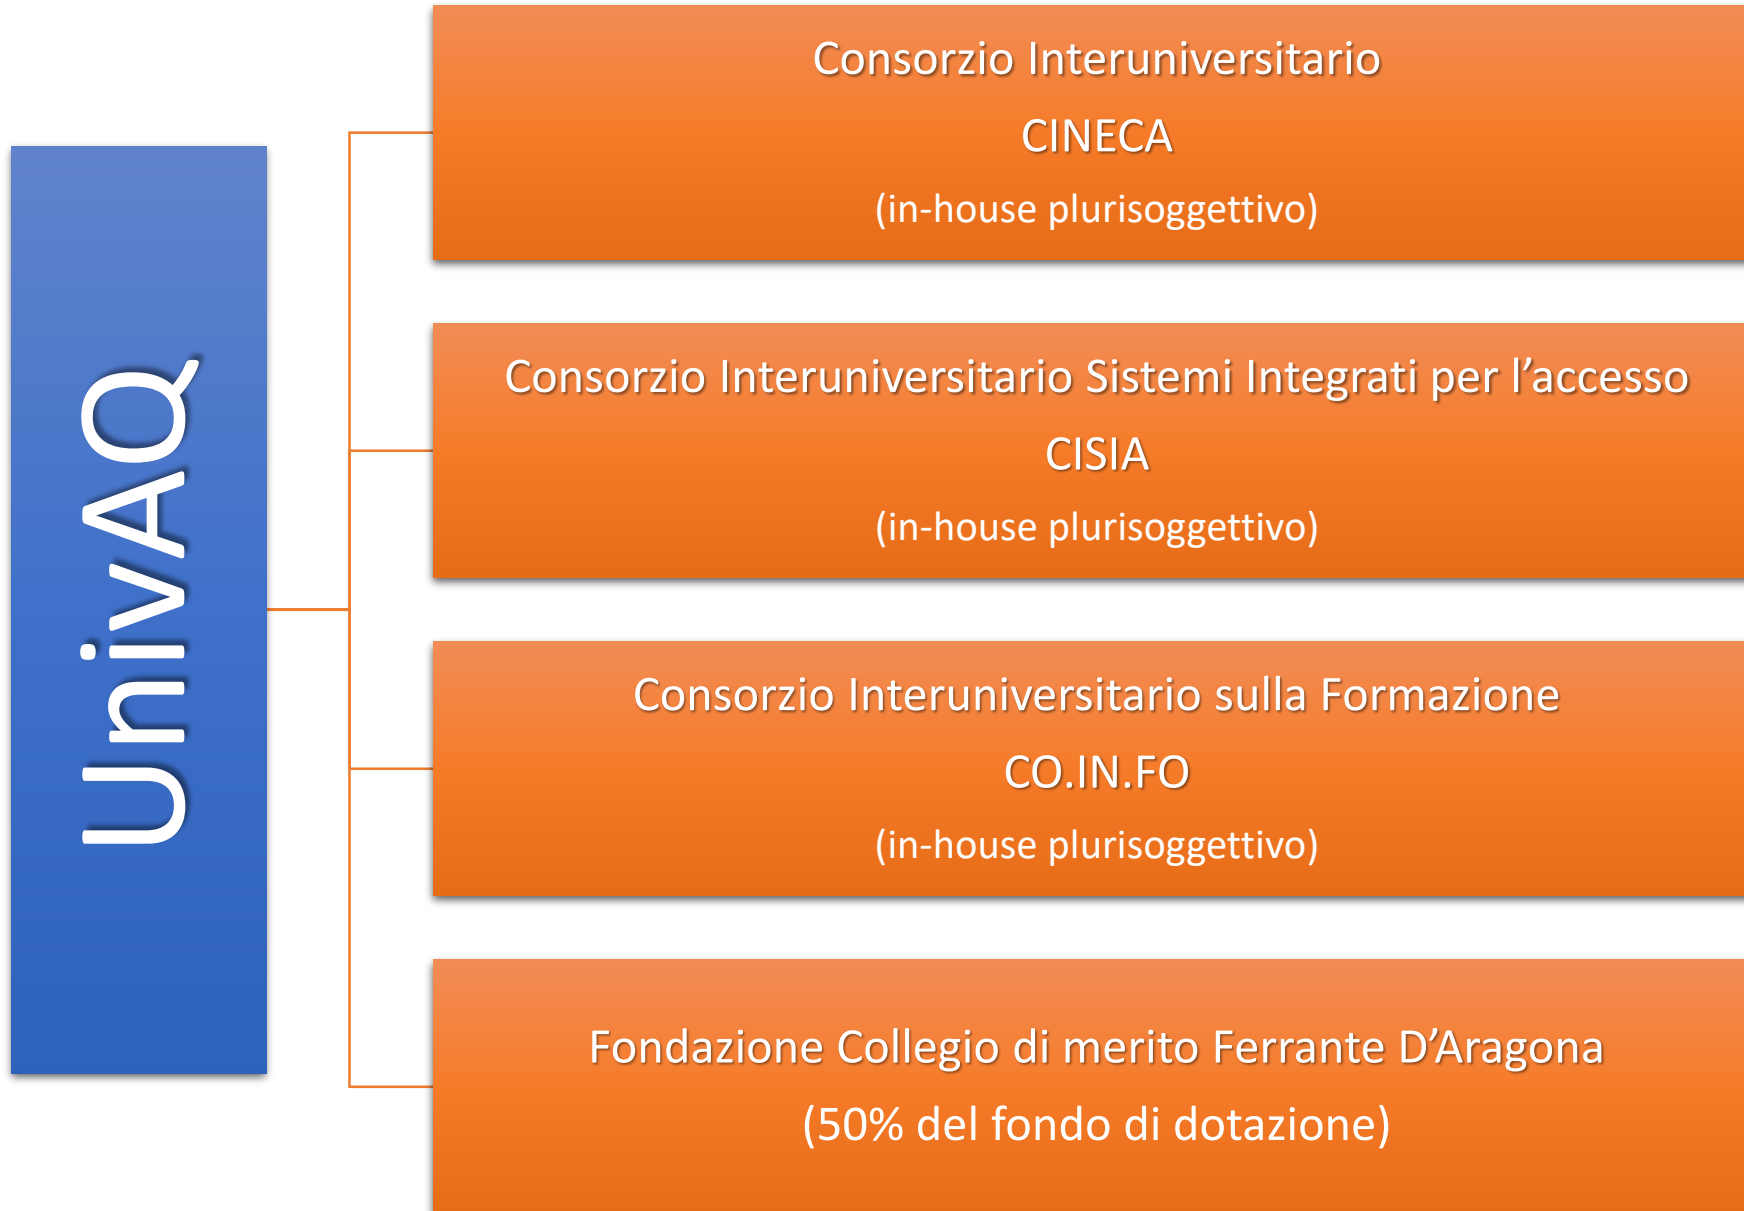 UnivAQ
Consorzio Interuniversitario
CINECA
(in-house plurisoggettivo)
Consorzio Interuniversitario Sistemi Integrati per l’accesso
CISIA
(in-house plurisoggettivo)
Consorzio Interuniversitario sulla Formazione
CO.IN.FO
(in-house plurisoggettivo)
Fondazione Collegio di merito Ferrante D’Aragona
(50% del fondo di dotazione)